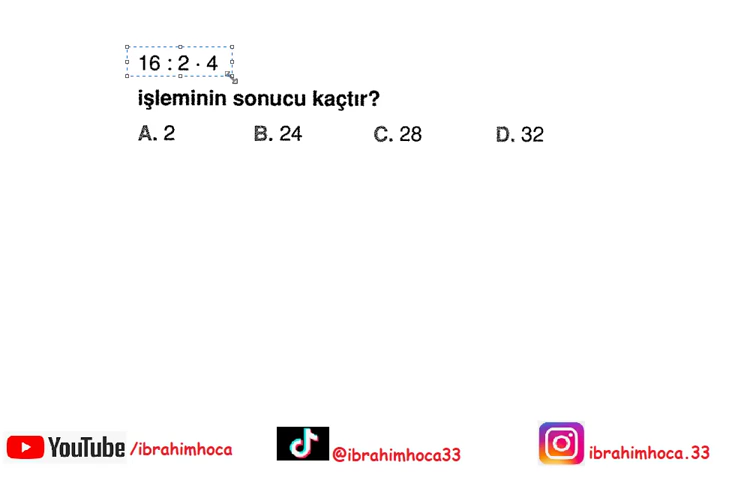 16 : 2 · 4
işleminin sonucu kaçtır?
A. 2 B. 24 C. 28 D. 32
YouTube /ibrahimhoca @ibrahimhoca33 ibrahimhoca.33